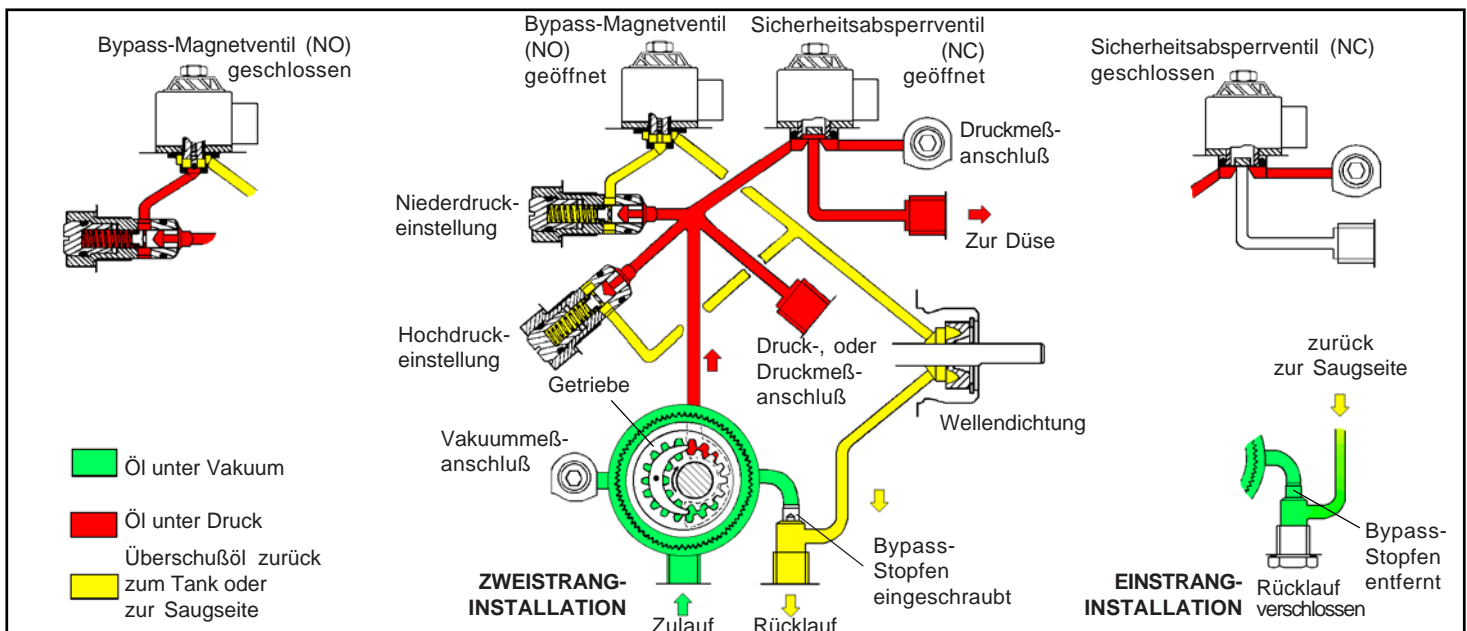 Bypass-Magnetventil (NO)
geschlossen
Bypass-Magnetventil
(NO)
geöffnet
Sicherheitsabsperrventil
(NC)
geöffnet
Sicherheitsabsperrventil (NC)
geschlossen
Druckmeß-
anschluß
Niederdruck-
einstellung
Zur Düse
Hochdruck-
einstellung
Druck-, oder
Druckmeß-
anschluß
Getriebe
Wellendichtung
zurück
zur Saugseite
Vakuummeß-
anschluß
Öl unter Vakuum
Öl unter Druck
Überschußöl zurück
zum Tank oder
zur Saugseite
ZWEISTRANG-
INSTALLATION
Zulauf
Rücklauf
Bypass-
Stopfen
eingeschraubt
EINSTRANG-
INSTALLATION
Rücklauf
verschlossen
Bypass-
Stopfen
entfernt